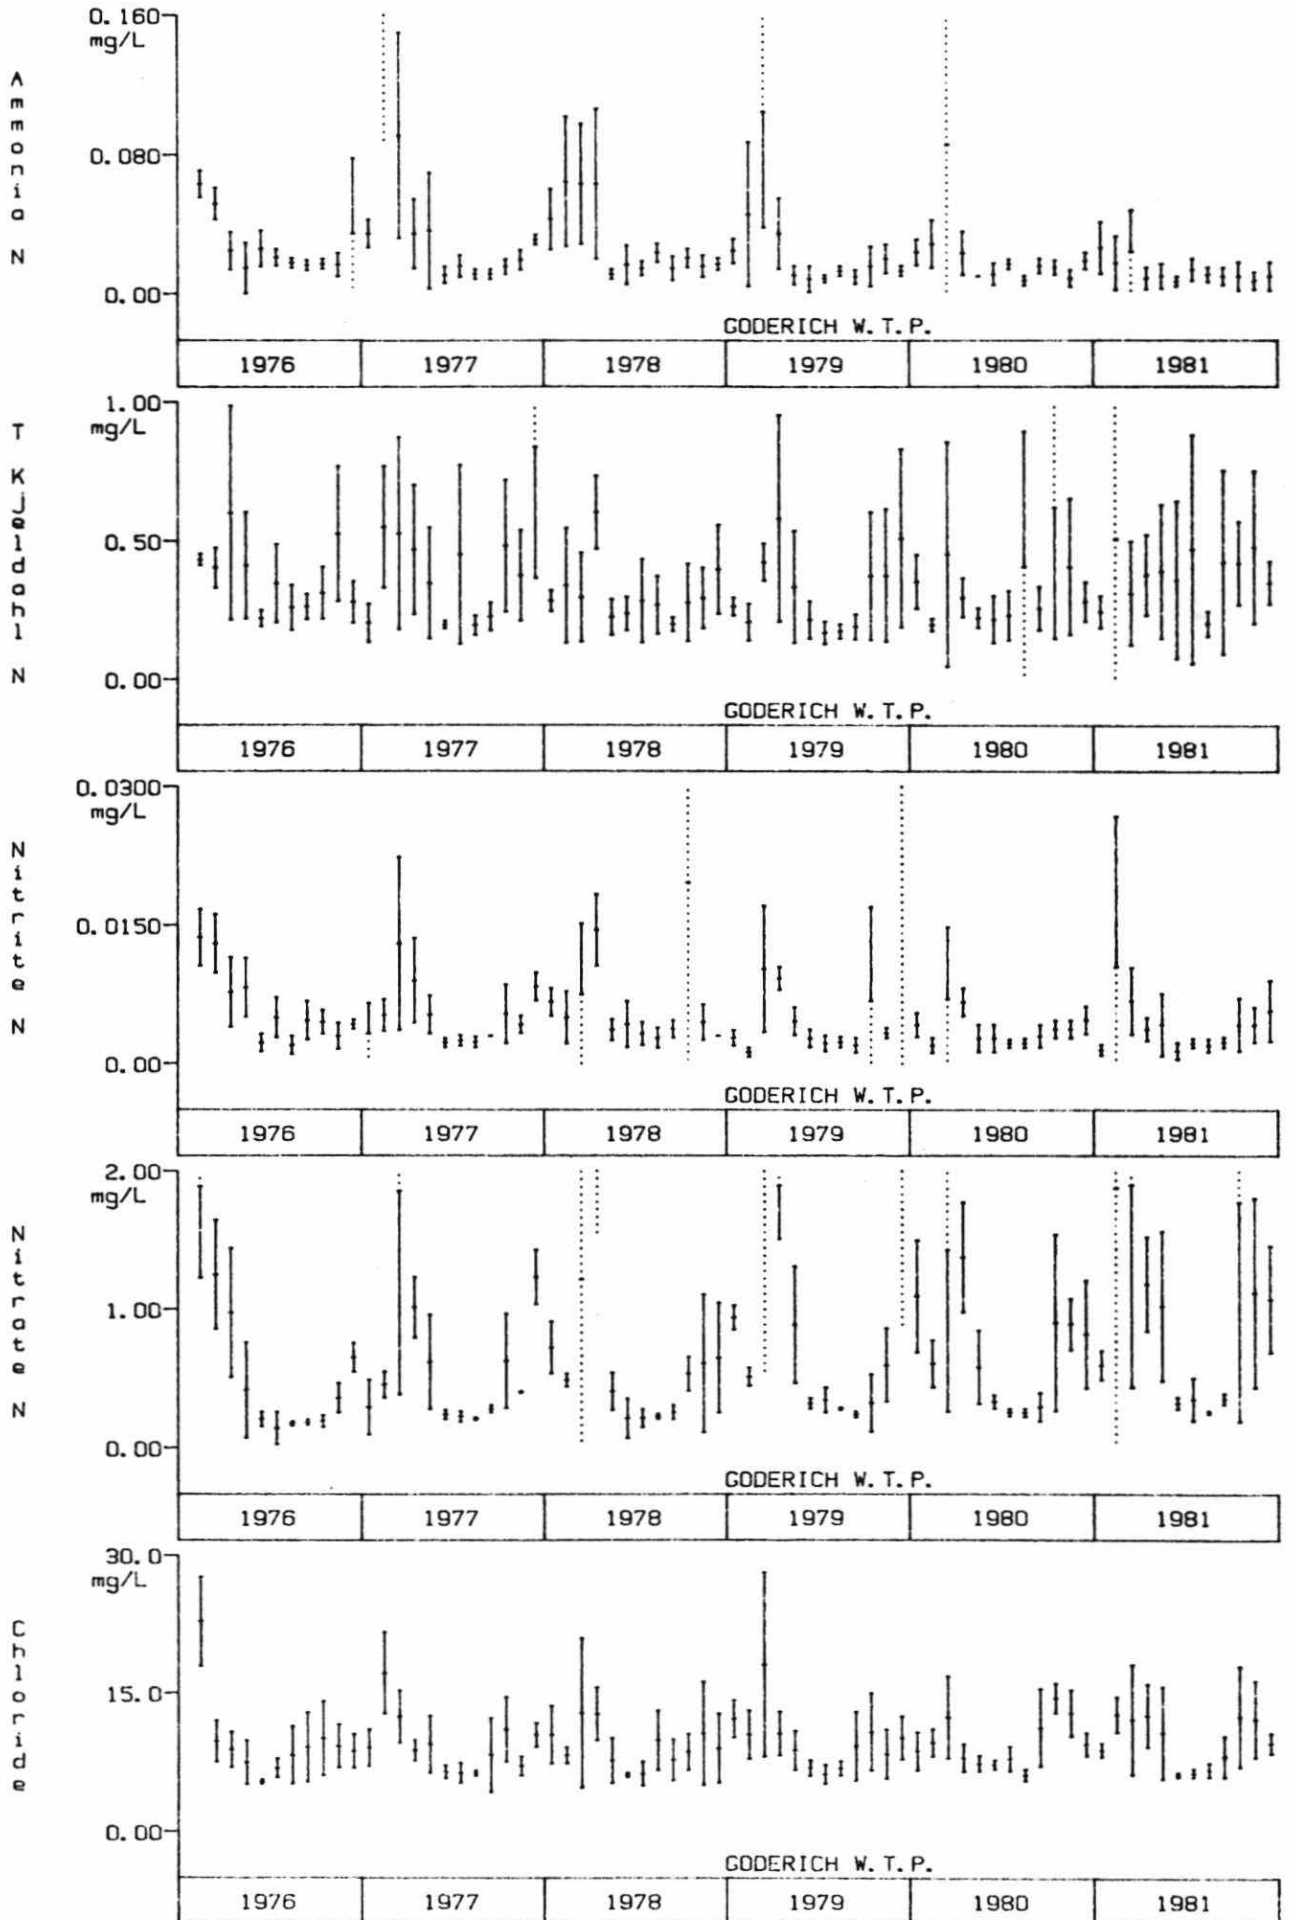 Ammonia N
0.160
mg/L
0.080
0.00
GODERICH W.T.P.
1976 1977 1978 1979 1980 1981
T Kjeldahl N
1.00
mg/L
0.50
0.00
GODERICH W.T.P.
1976 1977 1978 1979 1980 1981
Nitrite N
0.0300
mg/L
0.0150
0.00
GODERICH W.T.P.
1976 1977 1978 1979 1980 1981
Nitrate N
2.00
mg/L
1.00
0.00
GODERICH W.T.P.
1976 1977 1978 1979 1980 1981
Chloride
30.0
mg/L
15.0
0.00
GODERICH W.T.P.
1976 1977 1978 1979 1980 1981